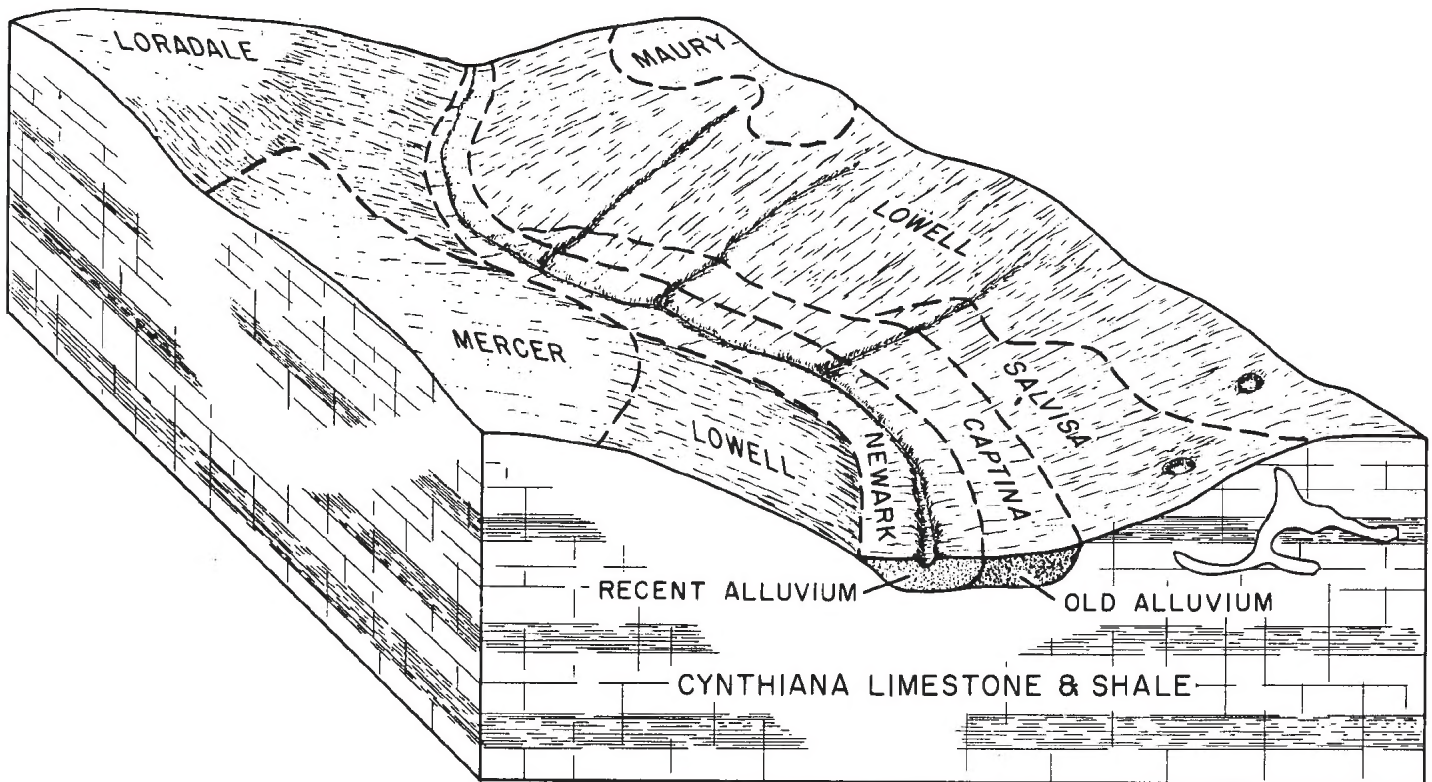 LORADALE
MAURY
LOWELL
MERCER
SALVISA
LOWELL
NEWARK
CAPTINA
RECENT ALLUVIUM
OLD ALLUVIUM
CYNTHIANA LIMESTONE & SHALE